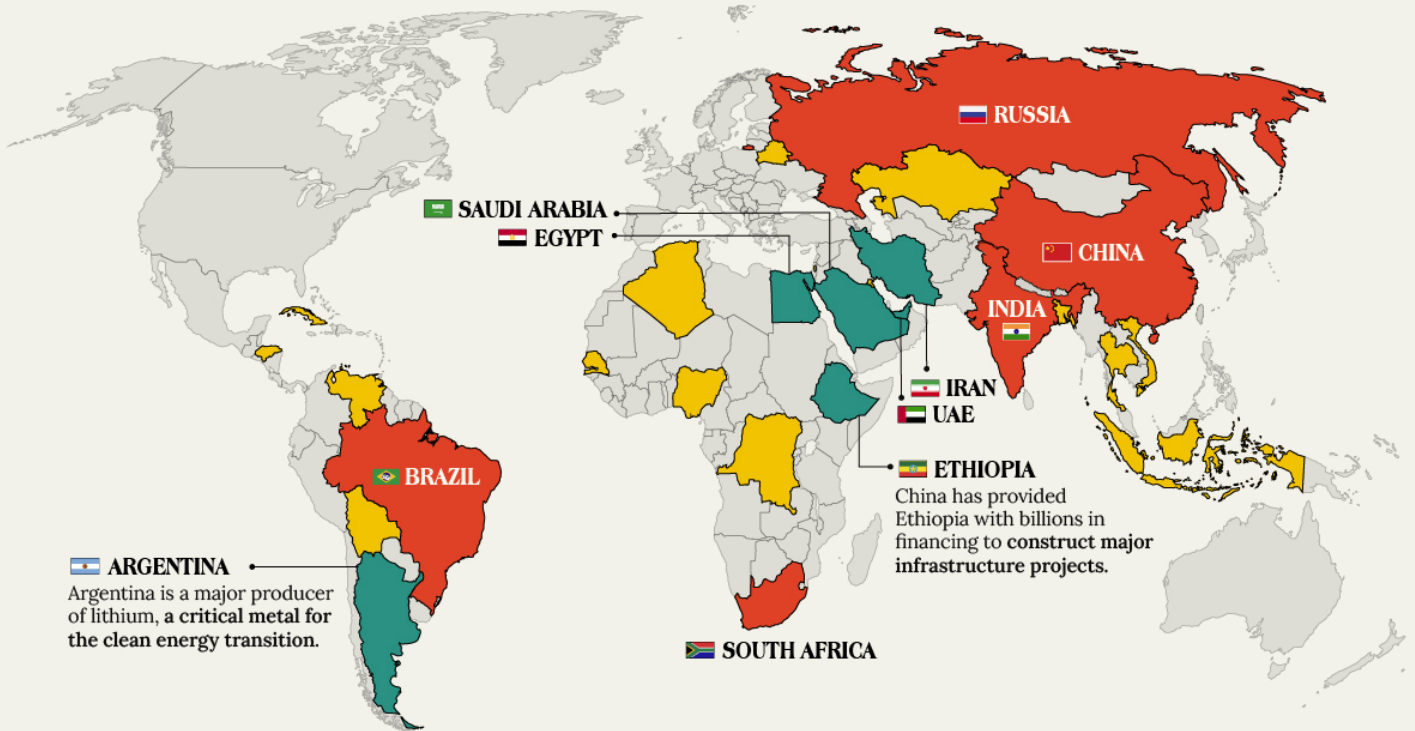 RUSSIA
SAUDI ARABIA
EGYPT
CHINA
INDIA
IRAN
UAE
BRAZIL
ETHIOPIA
China has provided
Ethiopia with billions in
financing to construct major
infrastructure projects.
ARGENTINA
Argentina is a major producer
of lithium, a critical metal for
the clean energy transition.
SOUTH AFRICA